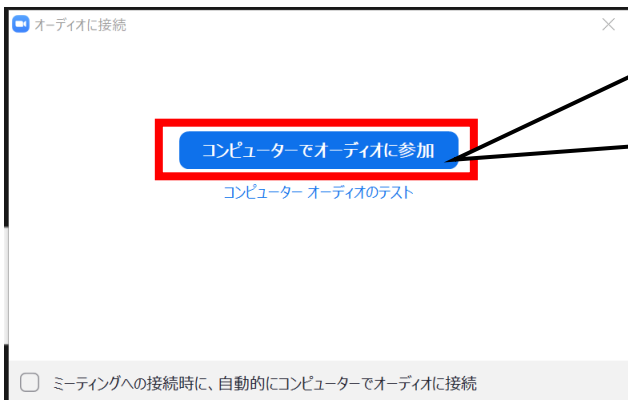 オーディオに接続
コンピューターでオーディオに参加
コンピューター オーディオのテスト
ミーティングへの接続時に、自動的にコンピューターでオーディオに接続